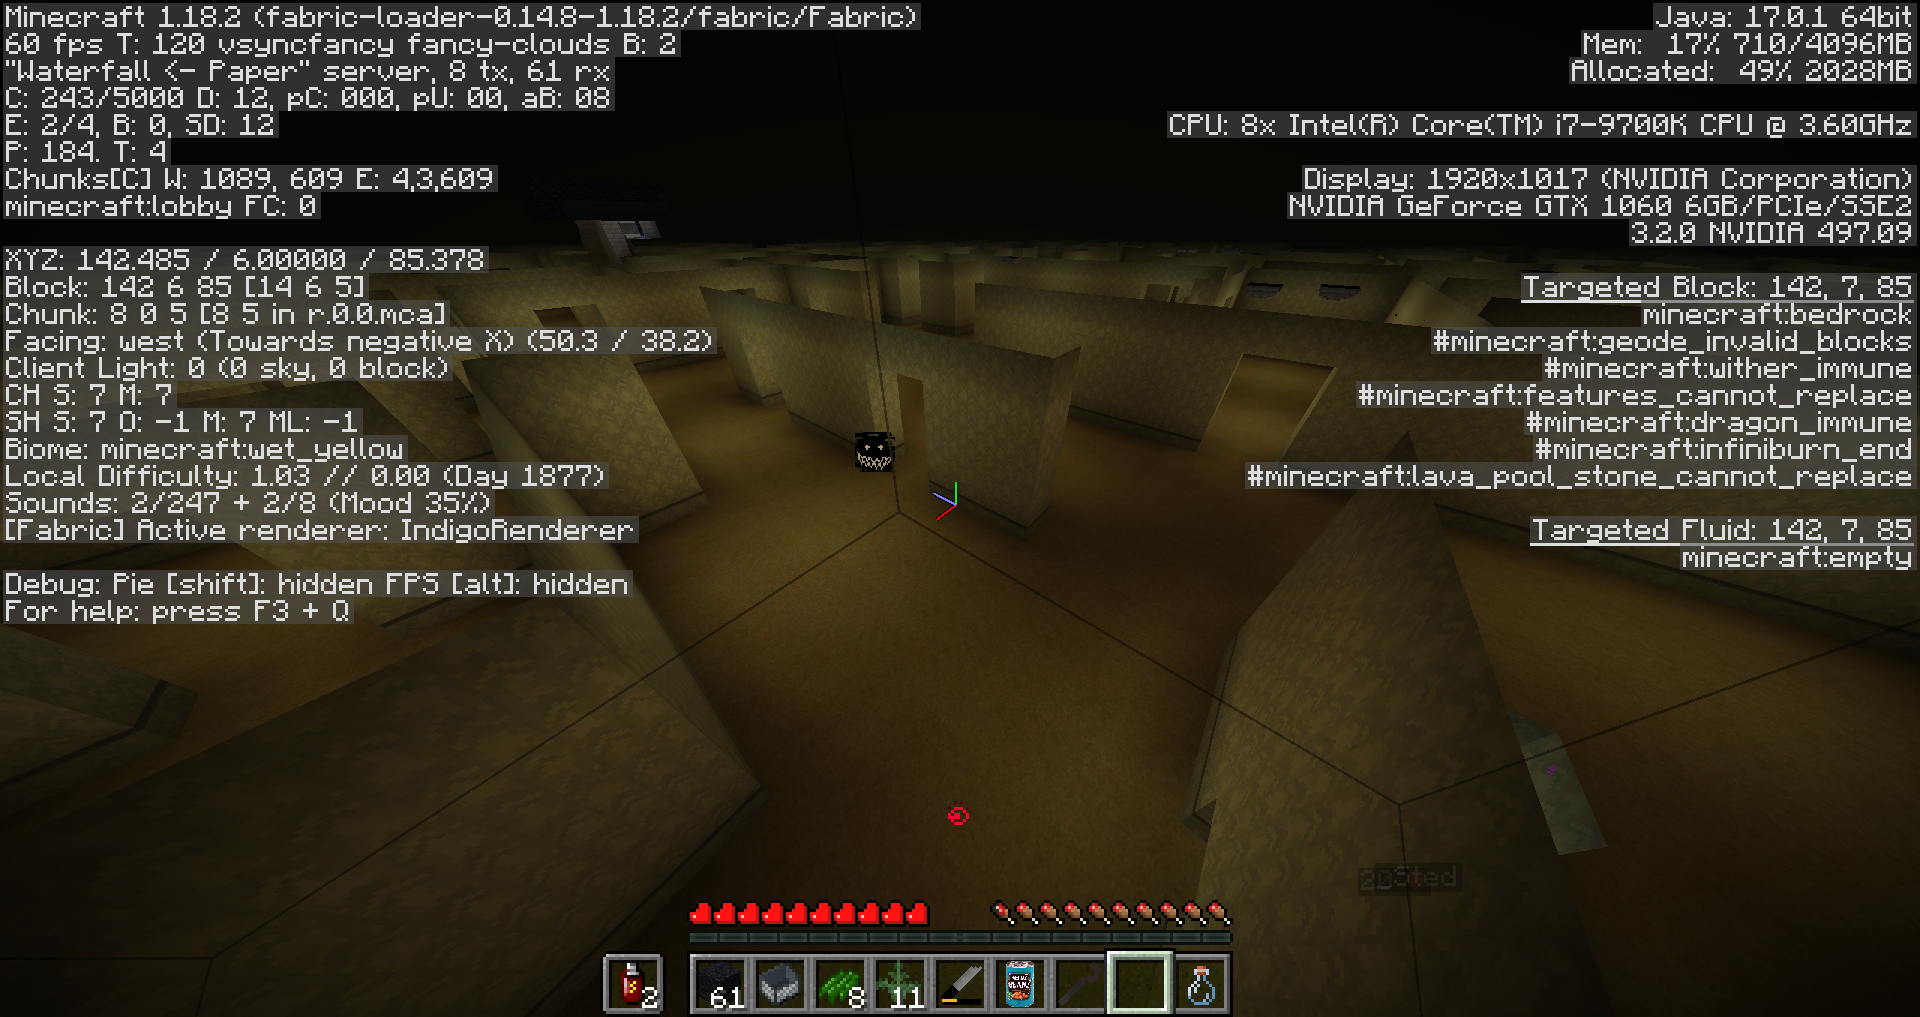 Minecraft 1.18.2 (fabric-loader-0.14.8-1.18.2/fabric/Fabric)
60 fps T: 120 vsyncfancy fancy-clouds B: 2
"Waterfall <- Paper" server, 8 tx, 61 rx
C: 243/5000 D: 12, pC: 000, pU: 00, aB: 08
E: 2/4, B: 0, SD: 12
P: 184. T: 4
Chunks[C] W: 1089, 609 E: 4,3,609
minecraft:lobby FC: 0
XYZ: 142.485 / 6.00000 / 85.378
Block: 142 6 85 [14 6 5]
Chunk: 8 0 5 [8 5 in r.0.0.mca]
Facing: west (Towards negative X) (50.3 / 38.2)
Client Light: 0 (0 sky, 0 block)
CH S: 7 M: 7
SH S: 7 O: -1 M: 7 ML: -1
Biome: minecraft:wet_yellow
Local Difficulty: 1.03 // 0.00 (Day 1877)
Sounds: 2/247 + 2/8 (Mood 35%)
[Fabric] Active renderer: IndigoRenderer
Debug: Pie [shift]: hidden FPS [alt]: hidden
For help: press F3 + Q
Java: 17.0.1 64bit
Mem: 17% 710/4096MB
Allocated: 49% 2028MB
CPU: 8x Intel(R) Core(TM) i7-9700K CPU @ 3.60GHz
Display: 1920x1017 (NVIDIA Corporation)
NVIDIA GeForce GTX 1060 6GB/PCIe/SSE2
3.2.0 NVIDIA 497.09
Targeted Block: 142, 7, 85
minecraft:bedrock
#minecraft:geode_invalid_blocks
#minecraft:wither_immune
#minecraft:features_cannot_replace
#minecraft:dragon_immune
#minecraft:infiniburn_end
#minecraft:lava_pool_stone_cannot_replace
Targeted Fluid: 142, 7, 85
minecraft:empty
2
61
8
11